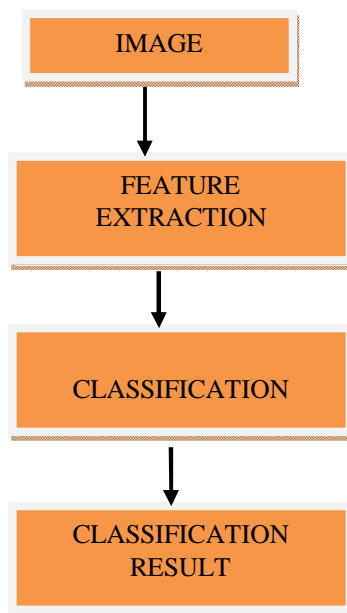 IMAGE
FEATURE
EXTRACTION
CLASSIFICATION
CLASSIFICATION
RESULT